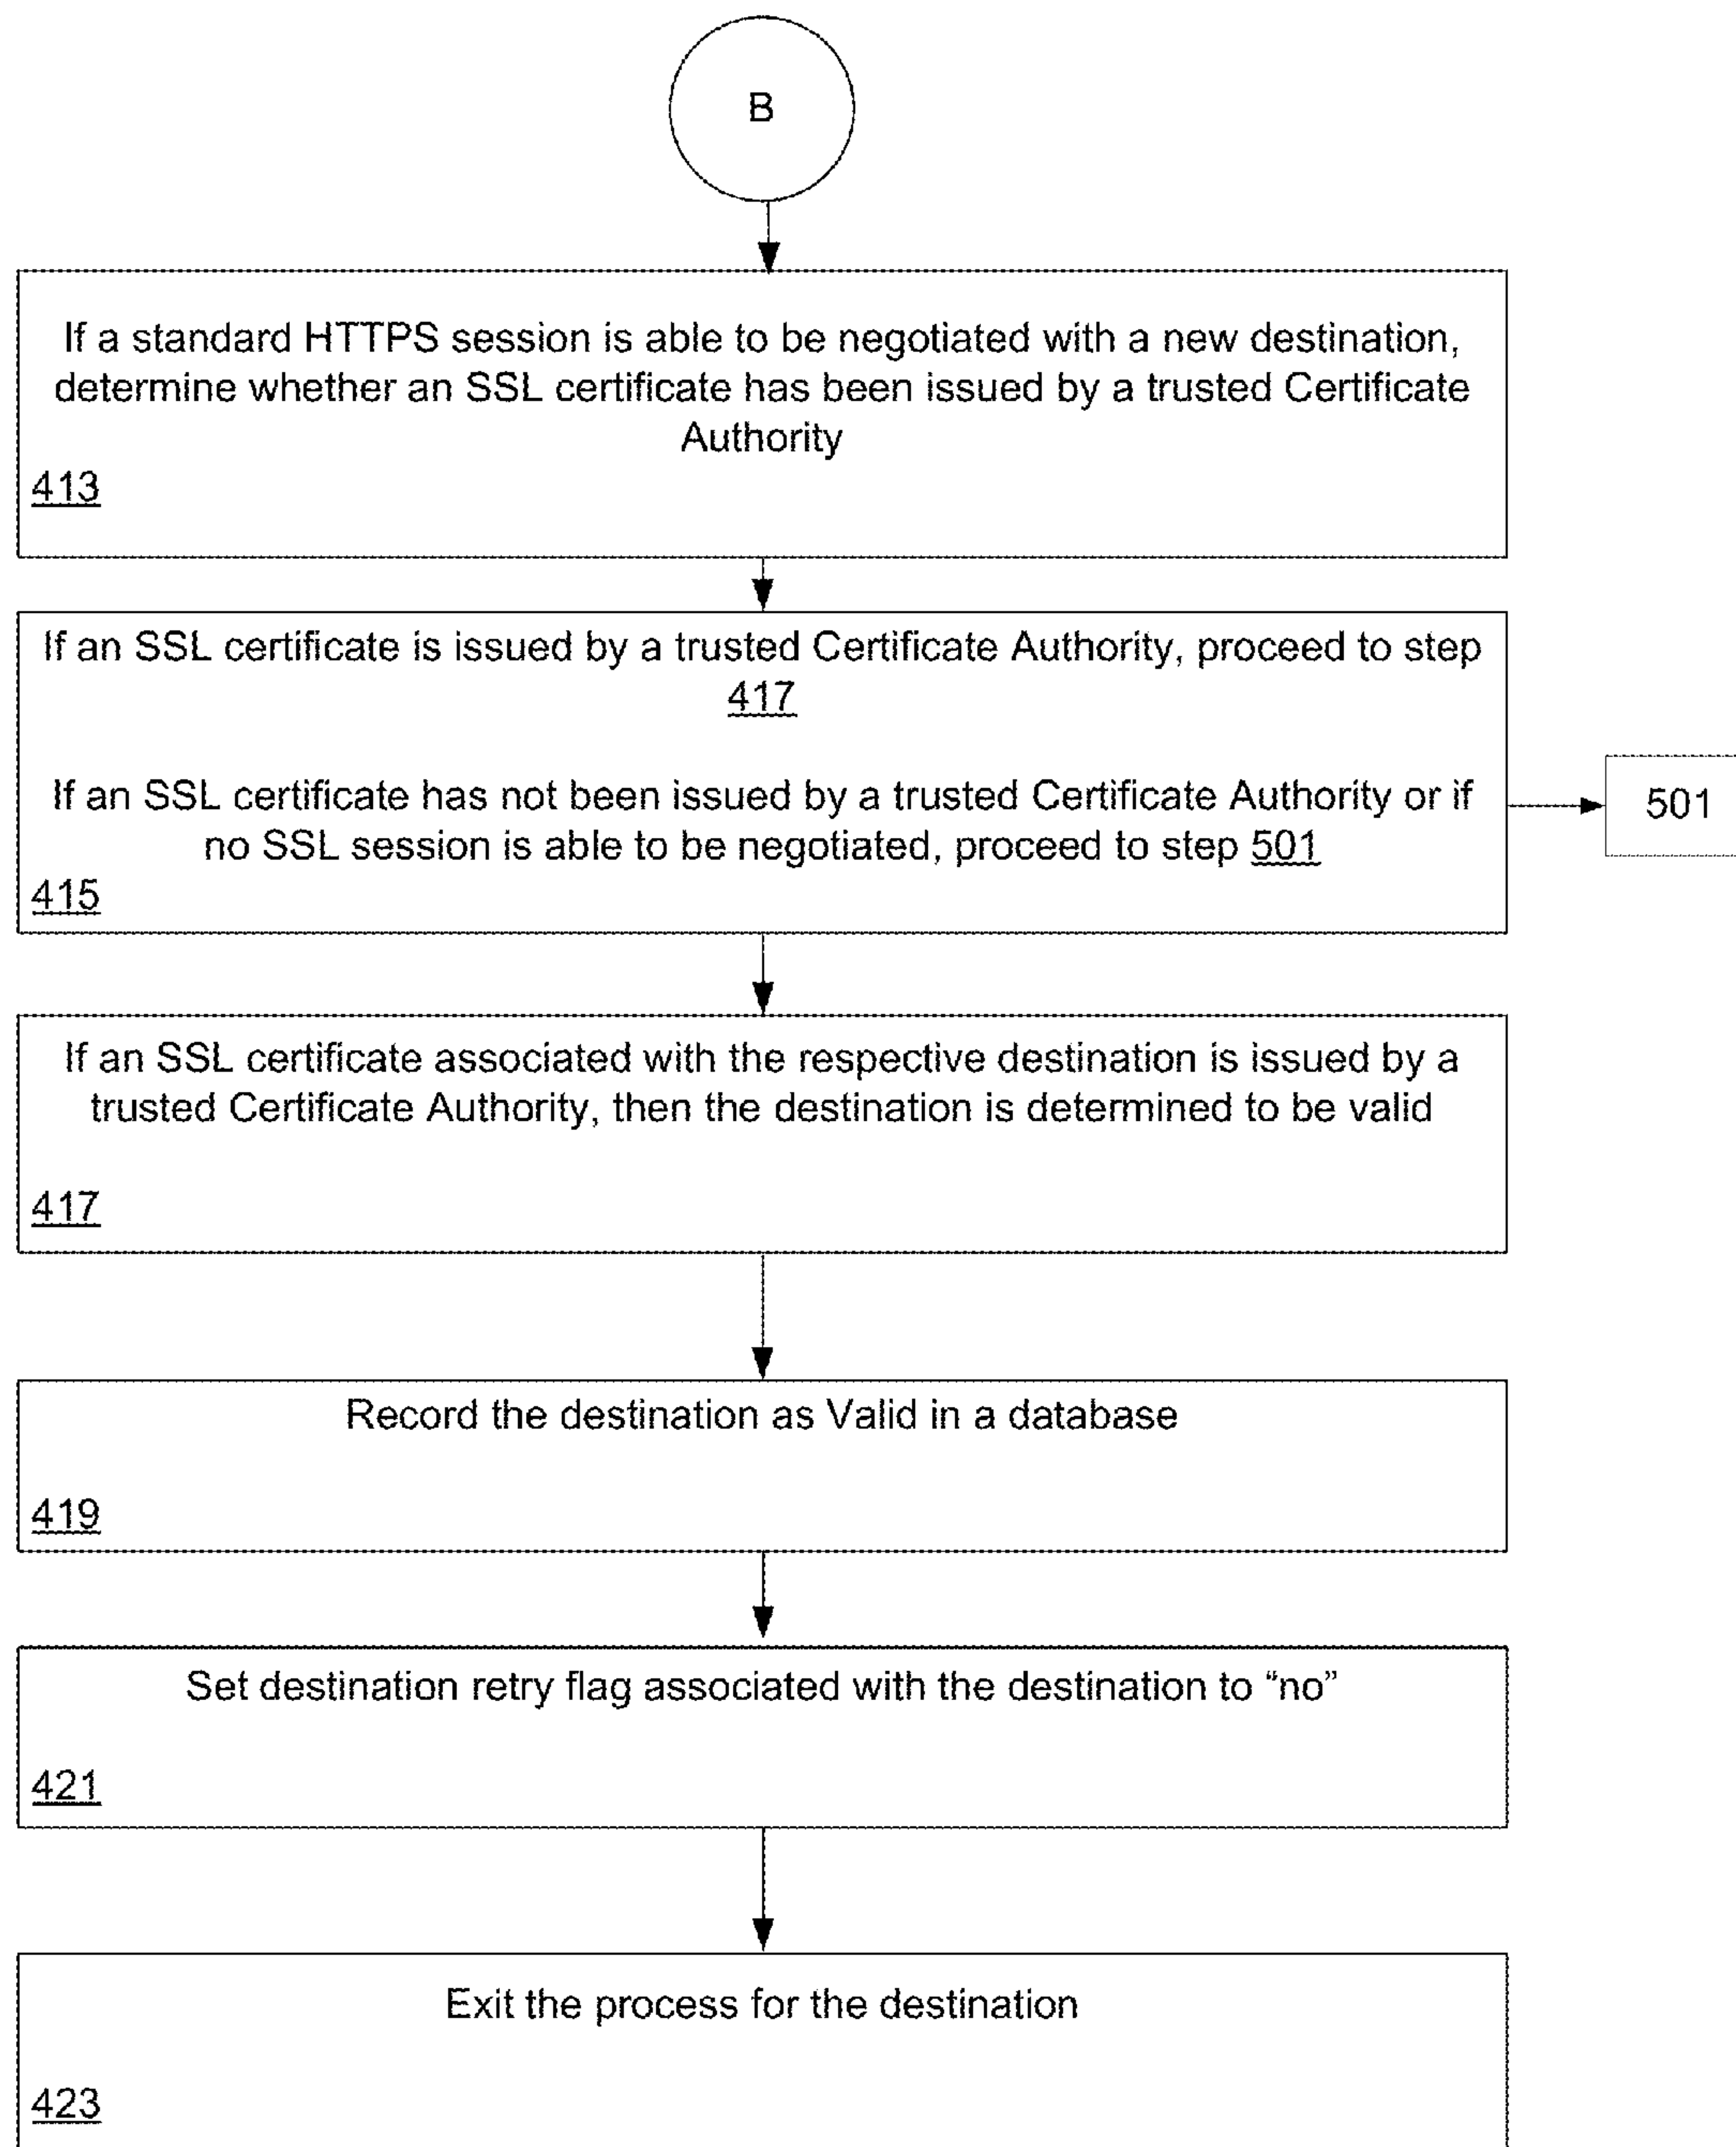 B
If a standard HTTPS session is able to be negotiated with a new destination,
determine whether an SSL certificate has been issued by a trusted Certificate
Authority
413
If an SSL certificate is issued by a trusted Certificate Authority, proceed to step
417
If an SSL certificate has not been issued by a trusted Certificate Authority or if
no SSL session is able to be negotiated, proceed to step 501
415
501
If an SSL certificate associated with the respective destination is issued by a
trusted Certificate Authority, then the destination is determined to be valid
417
Record the destination as Valid in a database
419
Set destination retry flag associated with the destination to “no”
421
Exit the process for the destination
423